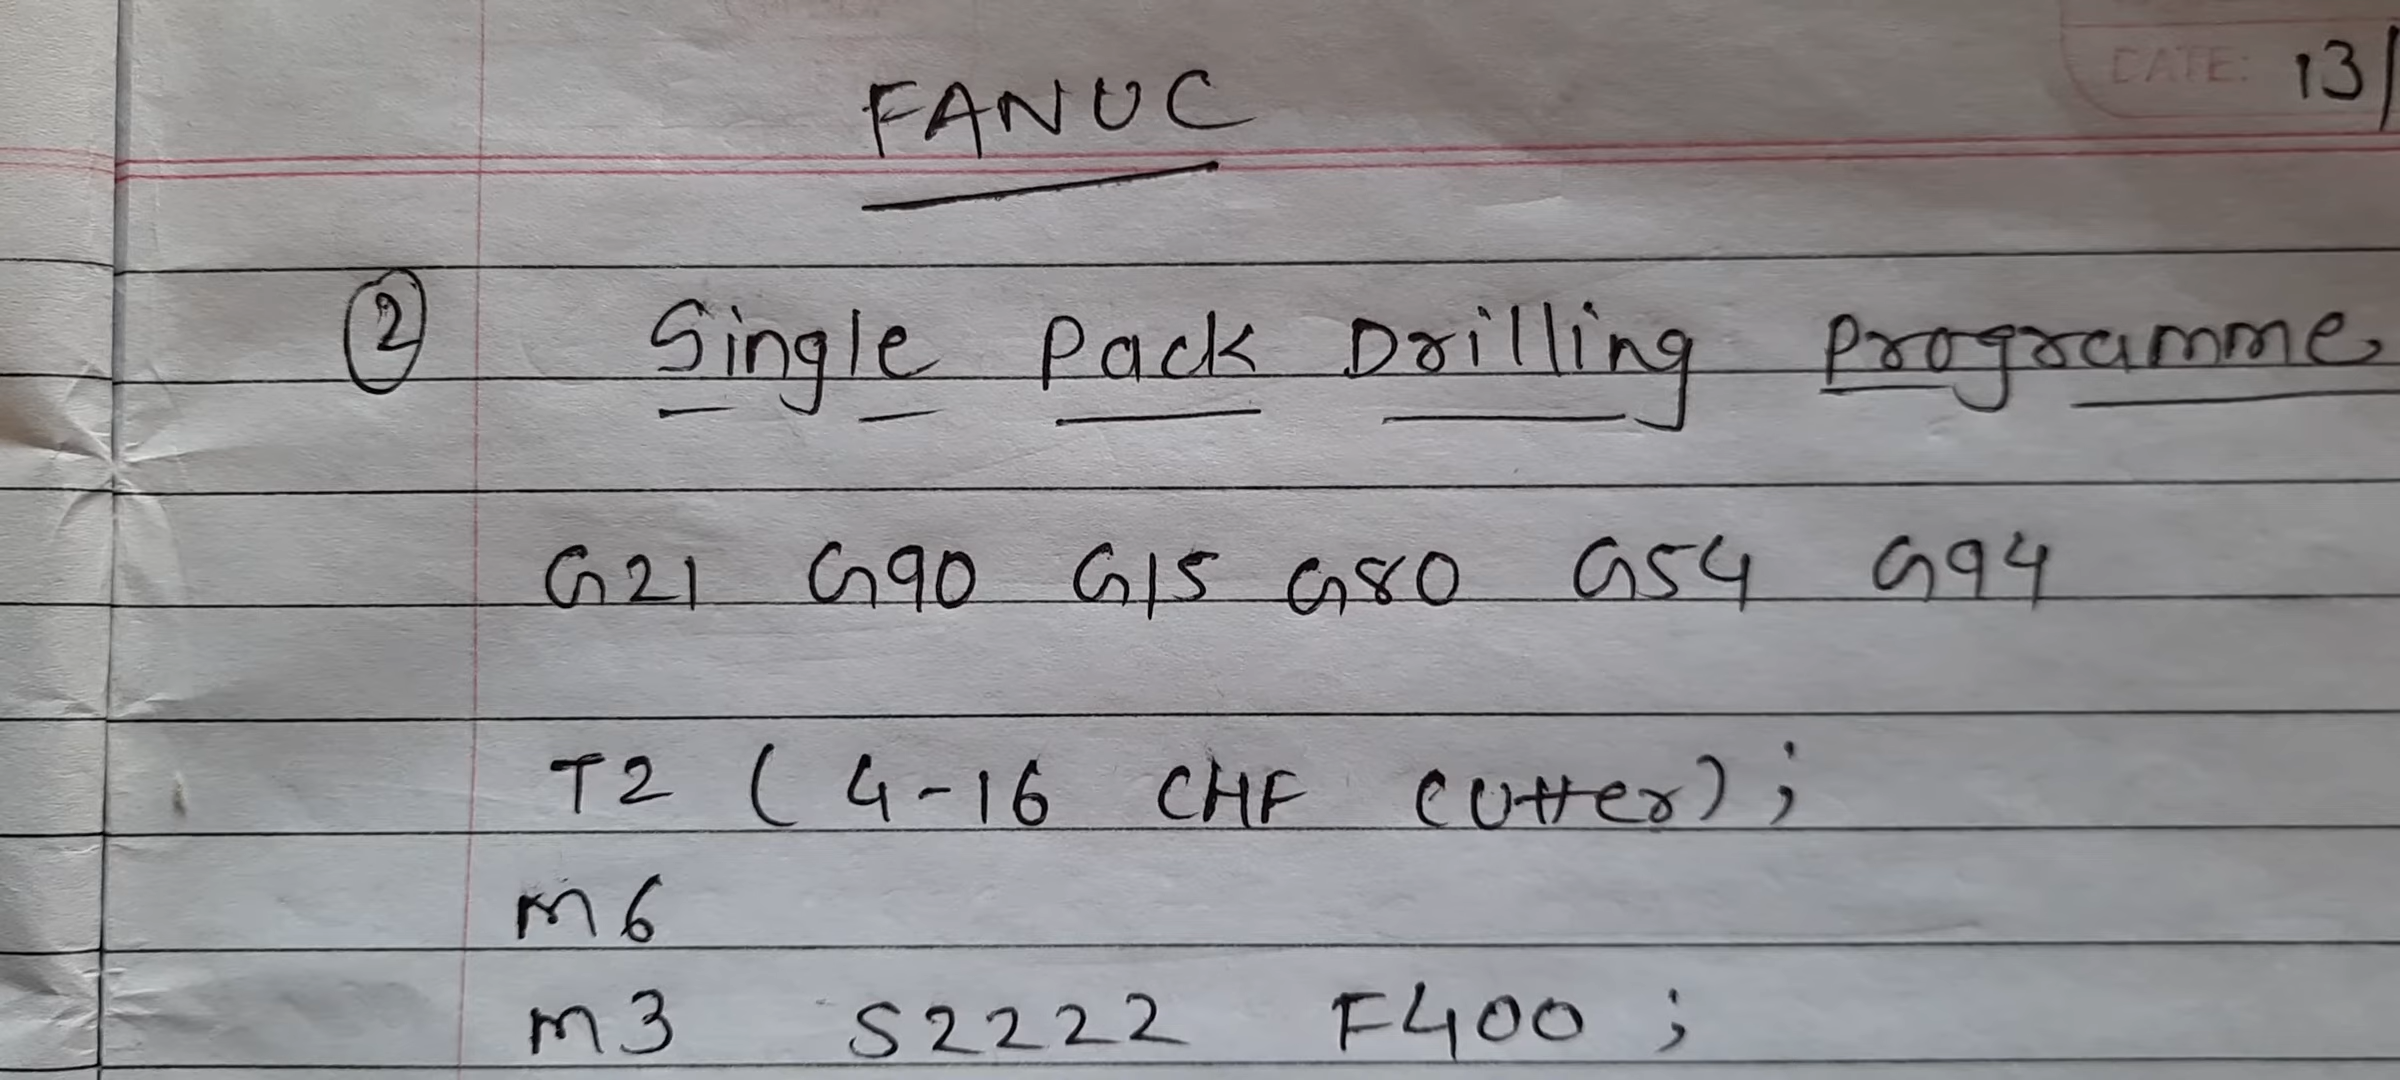 DATE: 13/
FANUC
② Single Pack Drilling Programme
G21 G90 G15 G80 G54 G94
T2 ( 4-16 CHF Cutter);
m6
m3 S2222 F400 ;